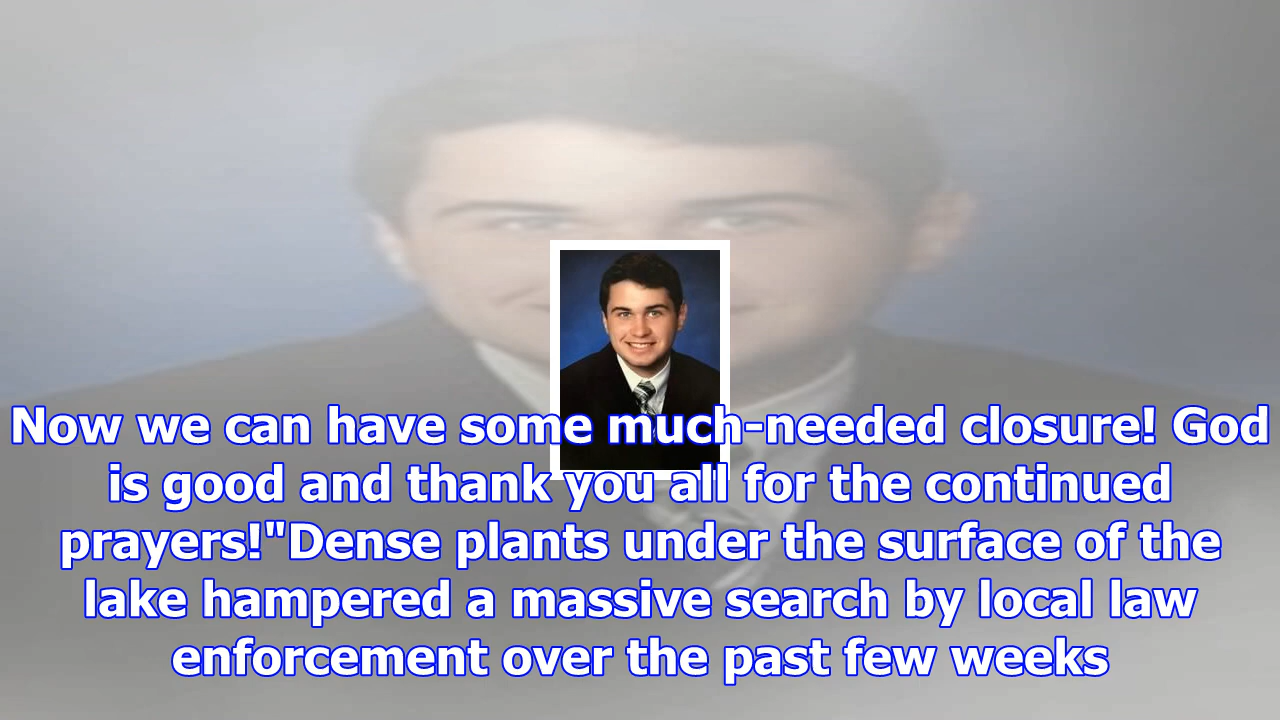 Now we can have some much-needed closure! God
is good and thank you all for the continued
prayers!"Dense plants under the surface of the
lake hampered a massive search by local law
enforcement over the past few weeks